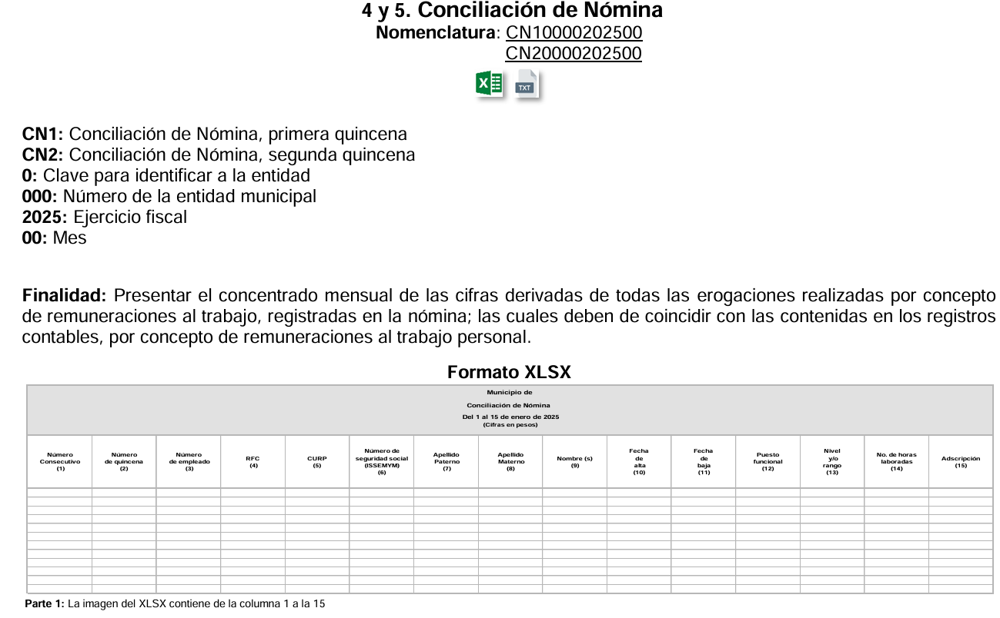 4 y 5. Conciliación de Nómina
Nomenclatura: CN10000202500
CN20000202500
X TXT
CN1: Conciliación de Nómina, primera quincena
CN2: Conciliación de Nómina, segunda quincena
0: Clave para identificar a la entidad
000: Número de la entidad municipal
2025: Ejercicio fiscal
00: Mes
Finalidad: Presentar el concentrado mensual de las cifras derivadas de todas las erogaciones realizadas por concepto
de remuneraciones al trabajo, registradas en la nómina; las cuales deben de coincidir con las contenidas en los registros
contables, por concepto de remuneraciones al trabajo personal.
Formato XLSX
Municipio de
Conciliación de Nómina
Del 1 al 15 de enero de 2025
(Cifras en pesos)
Número
Consecutivo
(1)
Número
de quincena
(2)
Número
de empleado
(3)
RFC
(4)
CURP
(5)
Número de
seguridad social
(ISSEMYM)
(6)
Apellido
Paterno
(7)
Apellido
Materno
(8)
Nombre (s)
(9)
Fecha
de
alta
(10)
Fecha
de
baja
(11)
Puesto
funcional
(12)
Nivel
y/o
rango
(13)
No. de horas
laboradas
(14)
Adscripción
(15)
Parte 1: La imagen del XLSX contiene de la columna 1 a la 15